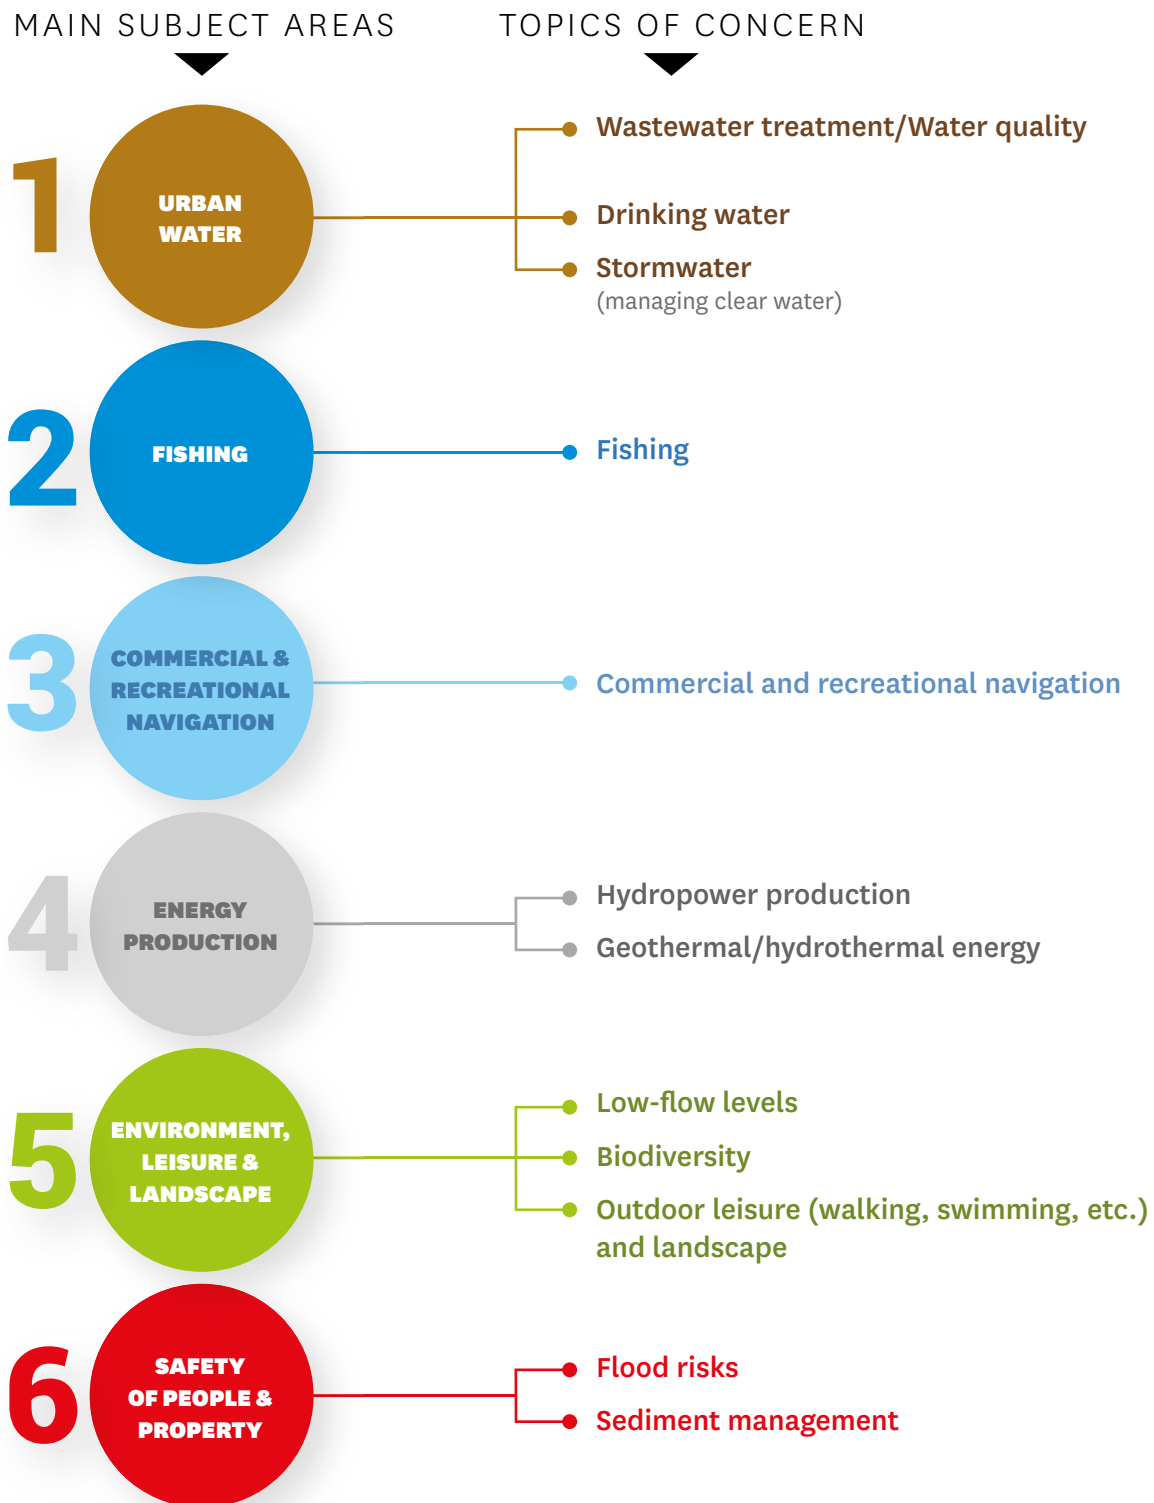 MAIN SUBJECT AREAS
TOPICS OF CONCERN
1
URBAN
WATER
Wastewater treatment/Water quality
Drinking water
Stormwater
(managing clear water)
2
FISHING
Fishing
3
COMMERCIAL &
RECREATIONAL
NAVIGATION
Commercial and recreational navigation
4
ENERGY
PRODUCTION
Hydropower production
Geothermal/hydrothermal energy
5
ENVIRONMENT,
LEISURE &
LANDSCAPE
Low-flow levels
Biodiversity
Outdoor leisure (walking, swimming, etc.)
and landscape
6
SAFETY
OF PEOPLE &
PROPERTY
Flood risks
Sediment management